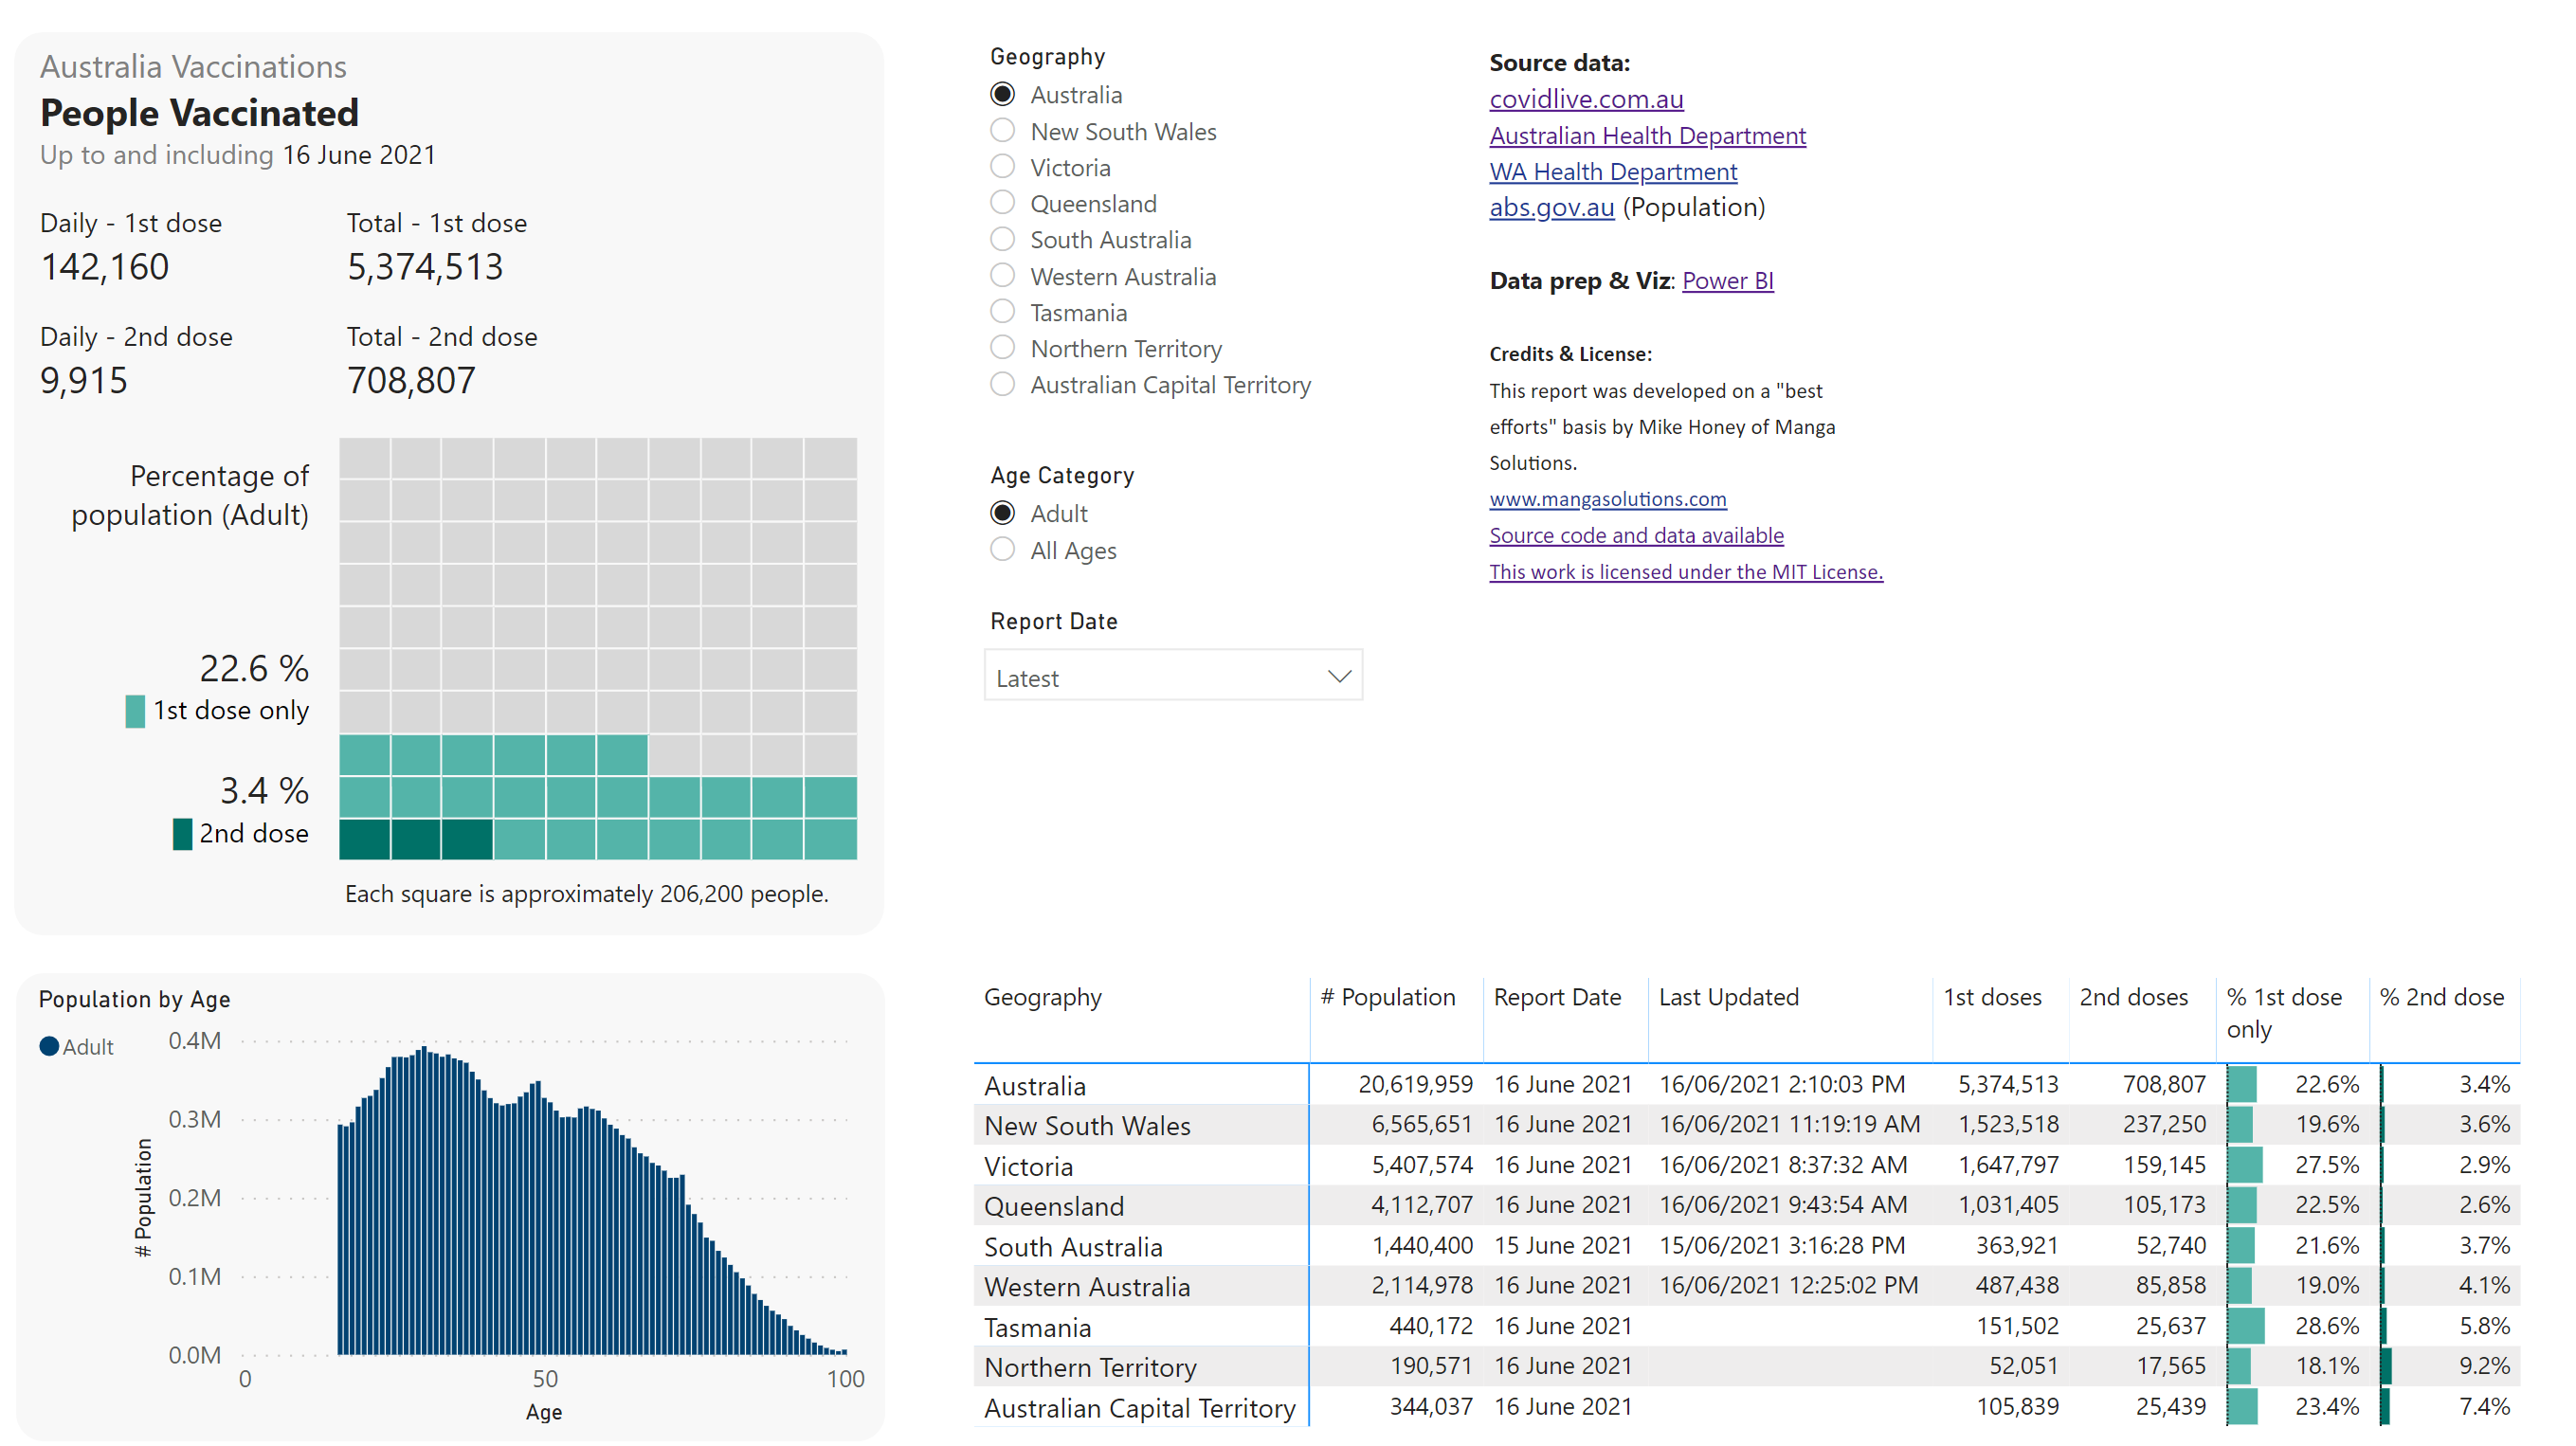 Australia Vaccinations
People Vaccinated
Up to and including 16 June 2021
Daily - 1st dose Total - 1st dose
142,160 5,374,513
Daily - 2nd dose Total - 2nd dose
9,915 708,807
Percentage of
population (Adult)
22.6 %
1st dose only
3.4 %
2nd dose
Each square is approximately 206,200 people.
Geography
Australia
New South Wales
Victoria
Queensland
South Australia
Western Australia
Tasmania
Northern Territory
Australian Capital Territory
Age Category
Adult
All Ages
Report Date
Latest
Source data:
covidlive.com.au
Australian Health Department
WA Health Department
abs.gov.au (Population)
Data prep & Viz: Power BI
Credits & License:
This report was developed on a "best
efforts" basis by Mike Honey of Manga
Solutions.
www.mangasolutions.com
Source code and data available
This work is licensed under the MIT License.
Population by Age
Adult
0.4M
0.3M
0.2M
0.1M
0.0M
# Population
0 50 100
Age
Geography # Population Report Date Last Updated 1st doses 2nd doses % 1st dose only % 2nd dose
Australia 20,619,959 16 June 2021 16/06/2021 2:10:03 PM 5,374,513 708,807 22.6% 3.4%
New South Wales 6,565,651 16 June 2021 16/06/2021 11:19:19 AM 1,523,518 237,250 19.6% 3.6%
Victoria 5,407,574 16 June 2021 16/06/2021 8:37:32 AM 1,647,797 159,145 27.5% 2.9%
Queensland 4,112,707 16 June 2021 16/06/2021 9:43:54 AM 1,031,405 105,173 22.5% 2.6%
South Australia 1,440,400 15 June 2021 15/06/2021 3:16:28 PM 363,921 52,740 21.6% 3.7%
Western Australia 2,114,978 16 June 2021 16/06/2021 12:25:02 PM 487,438 85,858 19.0% 4.1%
Tasmania 440,172 16 June 2021 151,502 25,637 28.6% 5.8%
Northern Territory 190,571 16 June 2021 52,051 17,565 18.1% 9.2%
Australian Capital Territory 344,037 16 June 2021 105,839 25,439 23.4% 7.4%